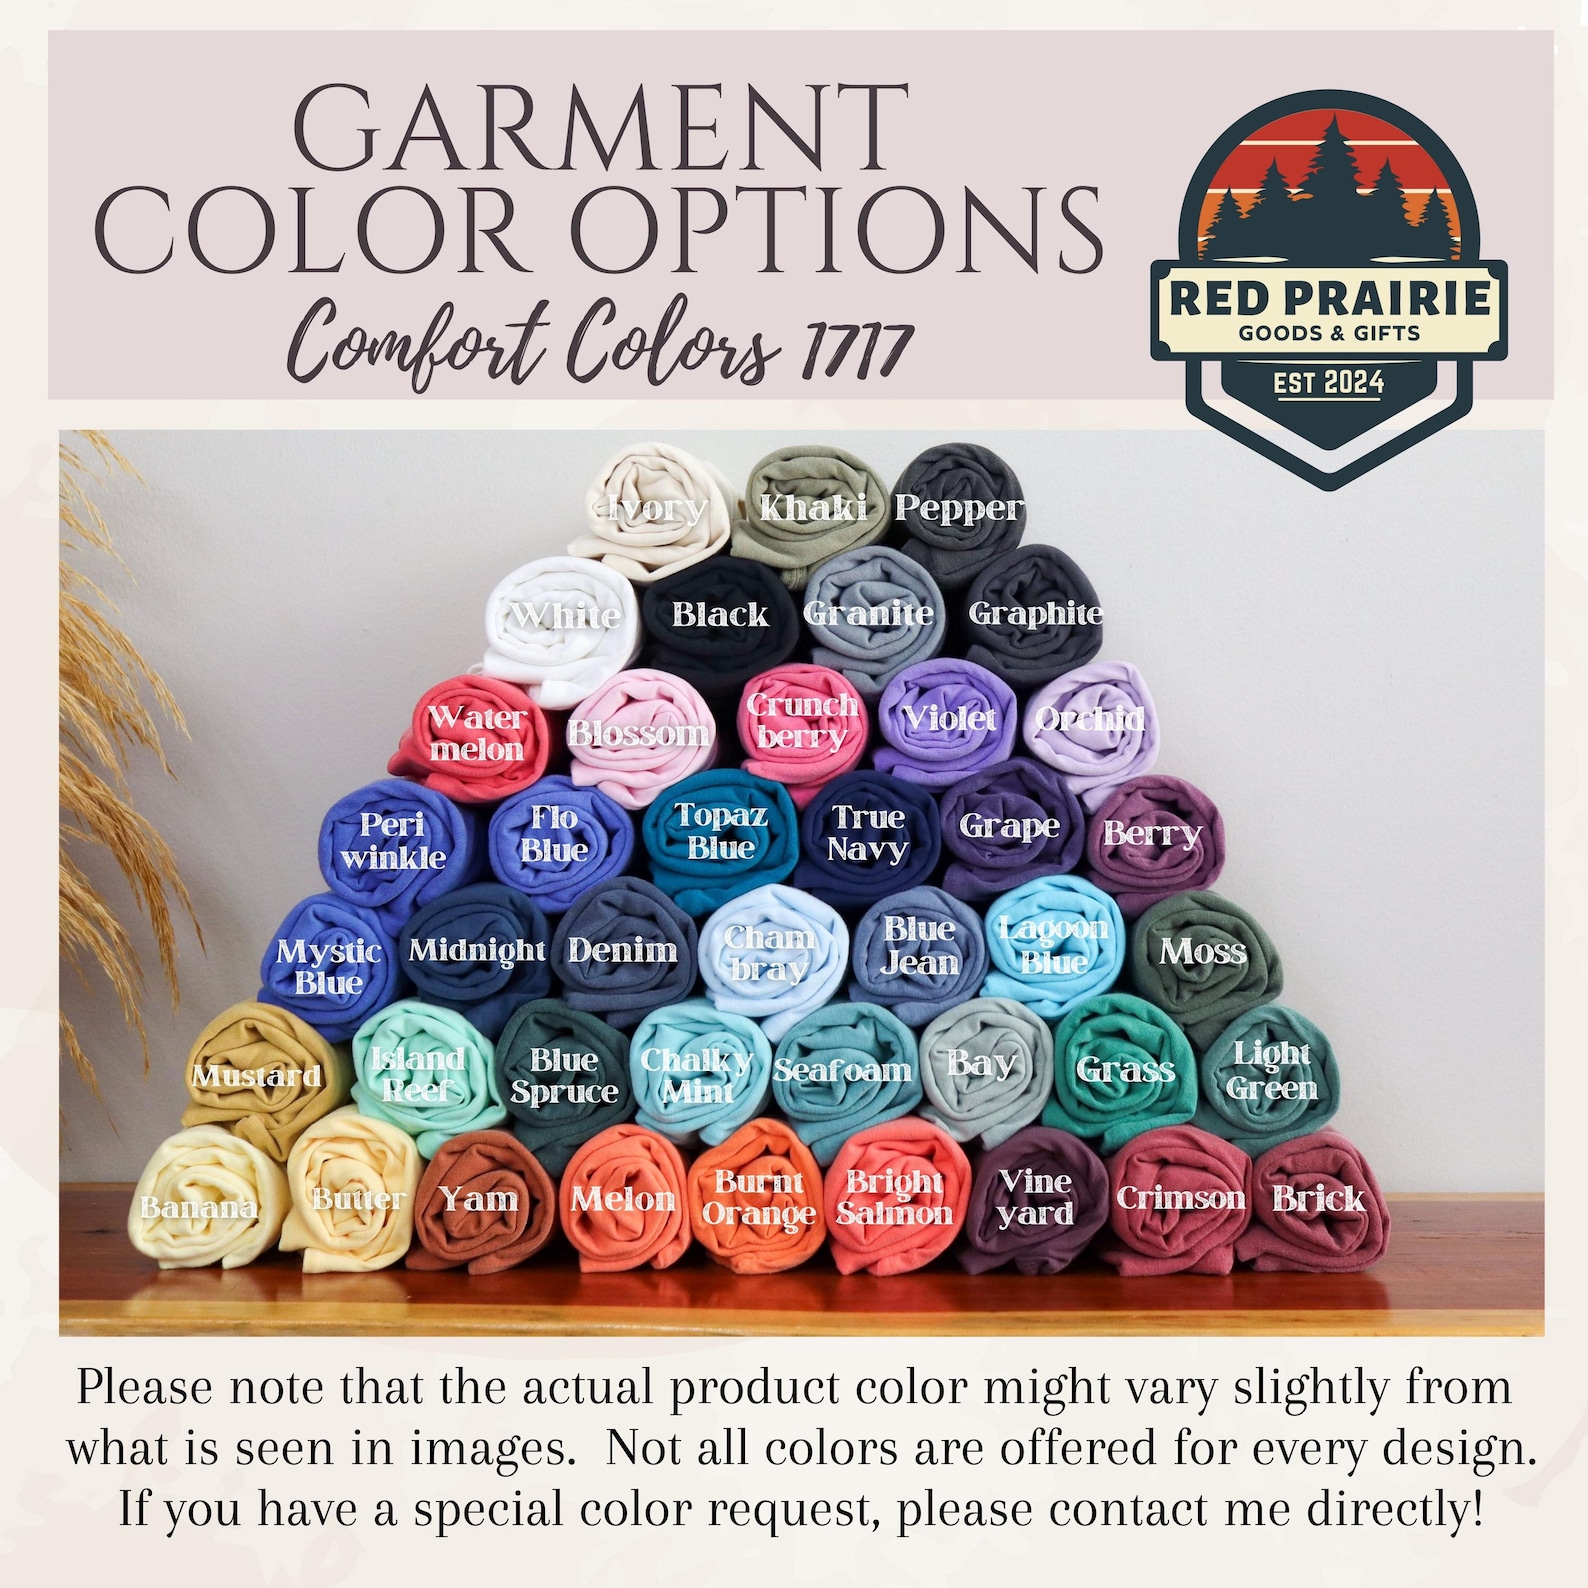 GARMENT
COLOR OPTIONS
Comfort Colors 1717
RED PRAIRIE
GOODS & GIFTS
EST 2024
Ivory Khaki Pepper
White Black Granite Graphite
Water
melon
Blossom
Crunch
berry
Violet
Orchid
Peri
winkle
Flo
Blue
Topaz
Blue
True
Navy
Grape
Berry
Mystic
Blue
Midnight
Denim
Cham
bray
Blue
Jean
Lagoon
Blue
Moss
Mustard
Island
Reef
Blue
Spruce
Chalky
Mint
Seafoam
Bay
Grass
Light
Green
Banana
Butter
Yam
Melon
Burnt
Orange
Bright
Salmon
Vine
yard
Crimson
Brick
Please note that the actual product color might vary slightly from
what is seen in images. Not all colors are offered for every design.
If you have a special color request, please contact me directly!